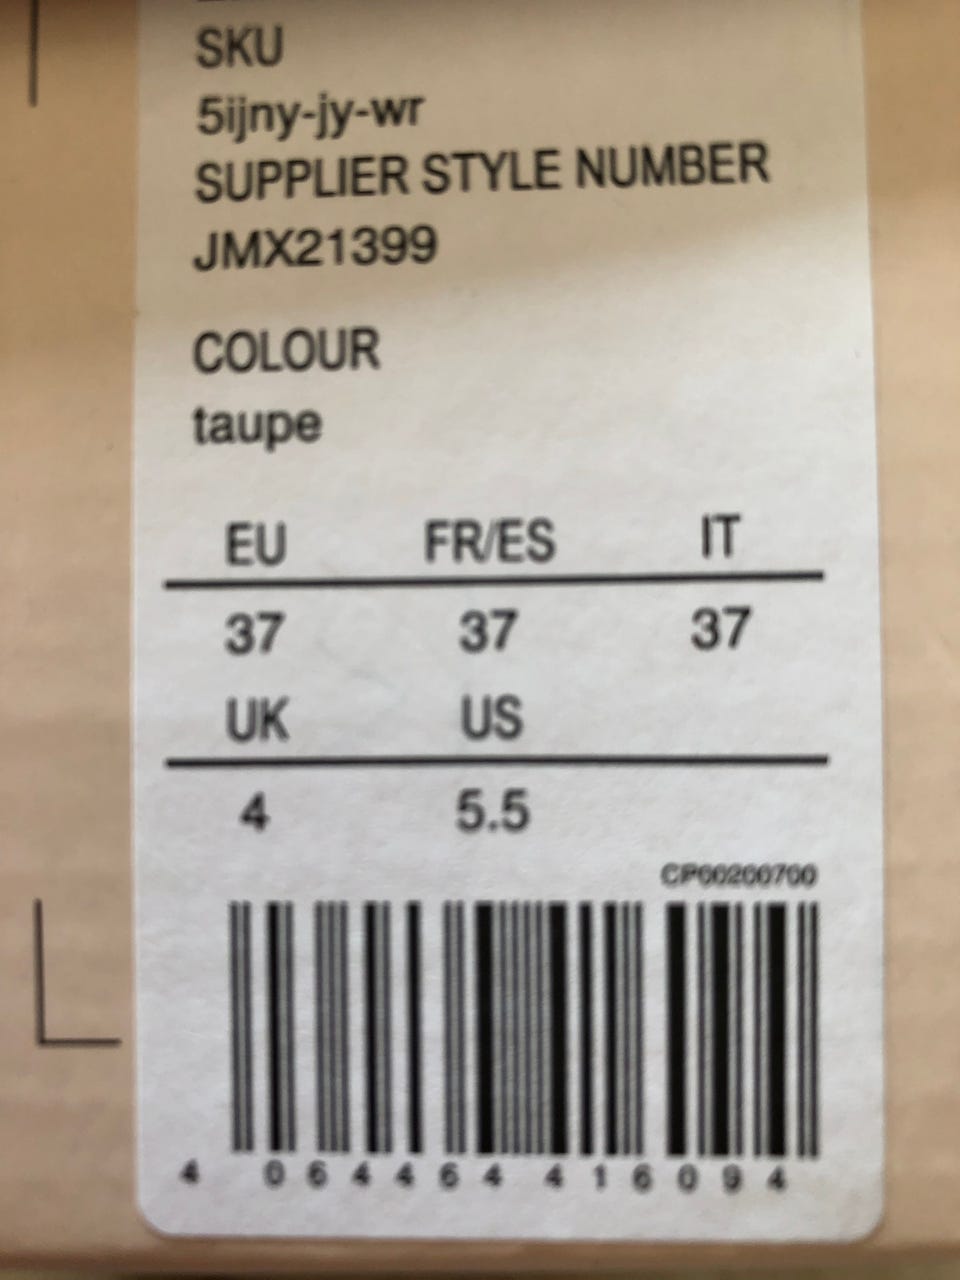 SKU
5ijny-jy-wr
SUPPLIER STYLE NUMBER
JMX21399
COLOUR
taupe
EU FR/ES IT
37 37 37
UK US
4 5.5
CP00200700
4 064464 416094